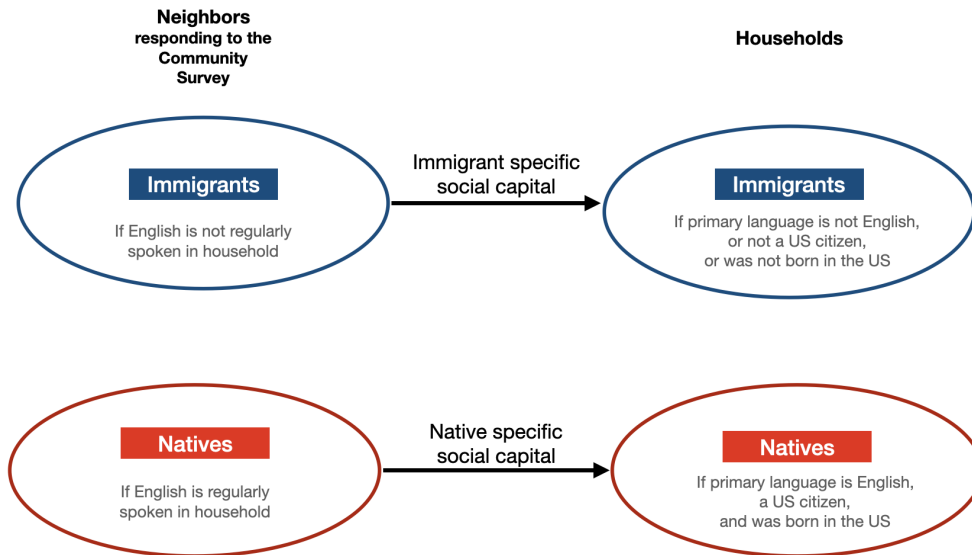 Neighbors
responding to the
Community
Survey
Households
Immigrants
If English is not regularly
spoken in household
Immigrant specific
social capital
Immigrants
If primary language is not English,
or not a US citizen,
or was not born in the US
Natives
If English is regularly
spoken in household
Native specific
social capital
Natives
If primary language is English,
a US citizen,
and was born in the US